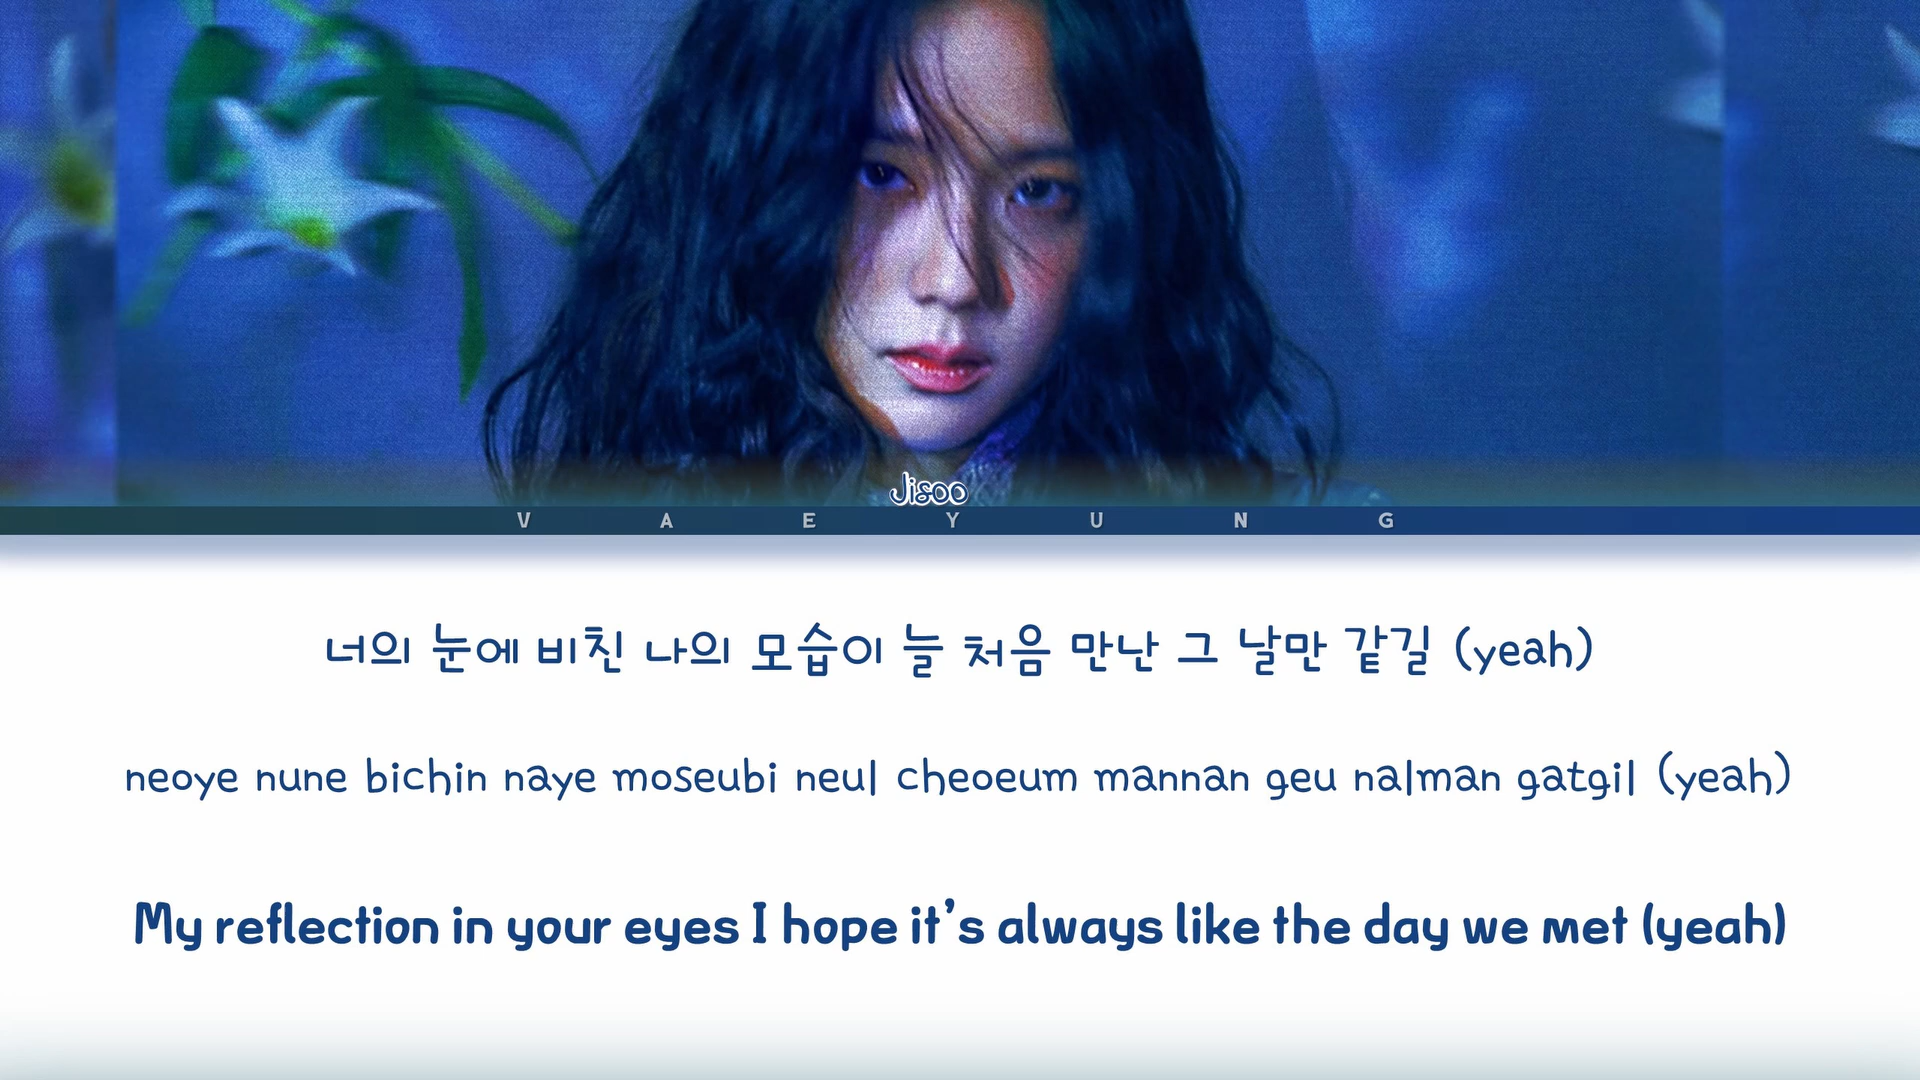 Jisoo
VAEYUNG
너의 눈에 비친 나의 모습이 늘 처음 만난 그 날만 같길 (yeah)
neoye nune bichin naye moseubi neul cheoeum mannan geu nalman gatgil (yeah)
My reflection in your eyes I hope it's always like the day we met (yeah)